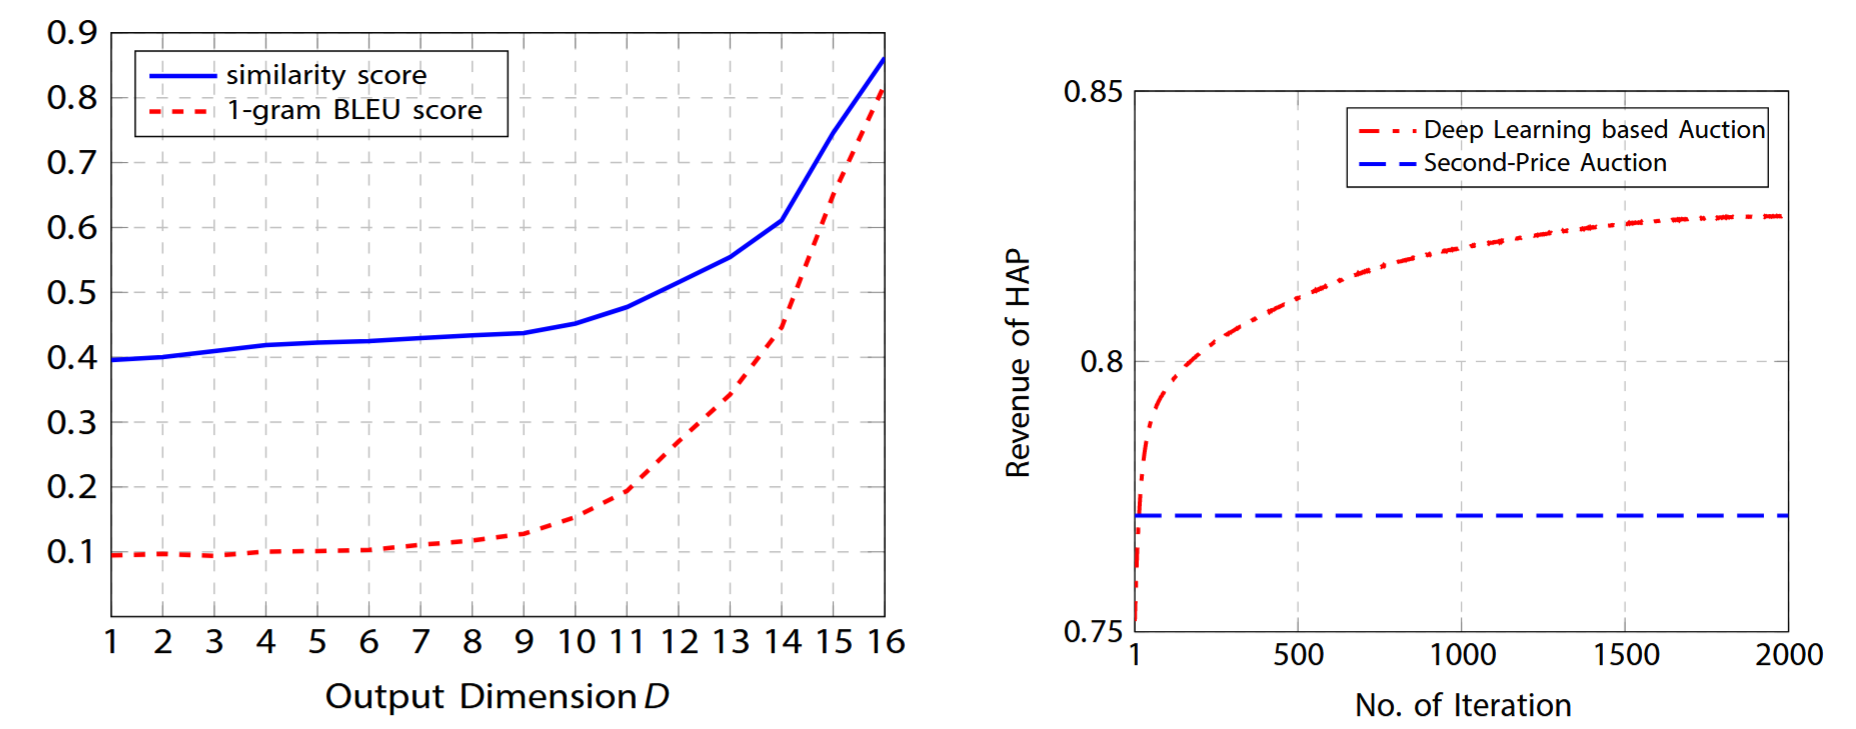 0.9
0.8
0.7
0.6
0.5
0.4
0.3
0.2
0.1
similarity score
1-gram BLEU score
1 2 3 4 5 6 7 8 9 10 11 12 13 14 15 16
Output Dimension D
0.85
0.8
0.75
Revenue of HAP
Deep Learning based Auction
Second-Price Auction
1 500 1000 1500 2000
No. of Iteration